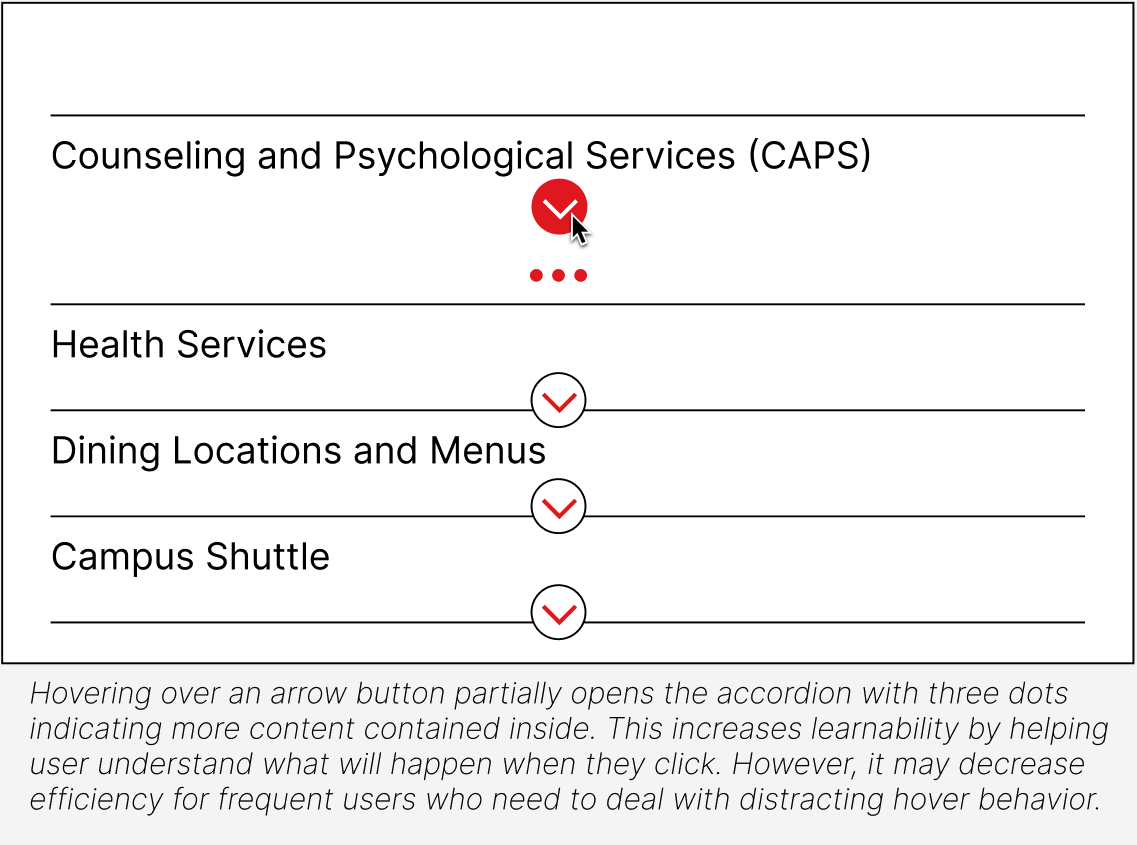 Counseling and Psychological Services (CAPS)
Health Services
Dining Locations and Menus
Campus Shuttle
Hovering over an arrow button partially opens the accordion with three dots
indicating more content contained inside. This increases learnability by helping
user understand what will happen when they click. However, it may decrease
efficiency for frequent users who need to deal with distracting hover behavior.